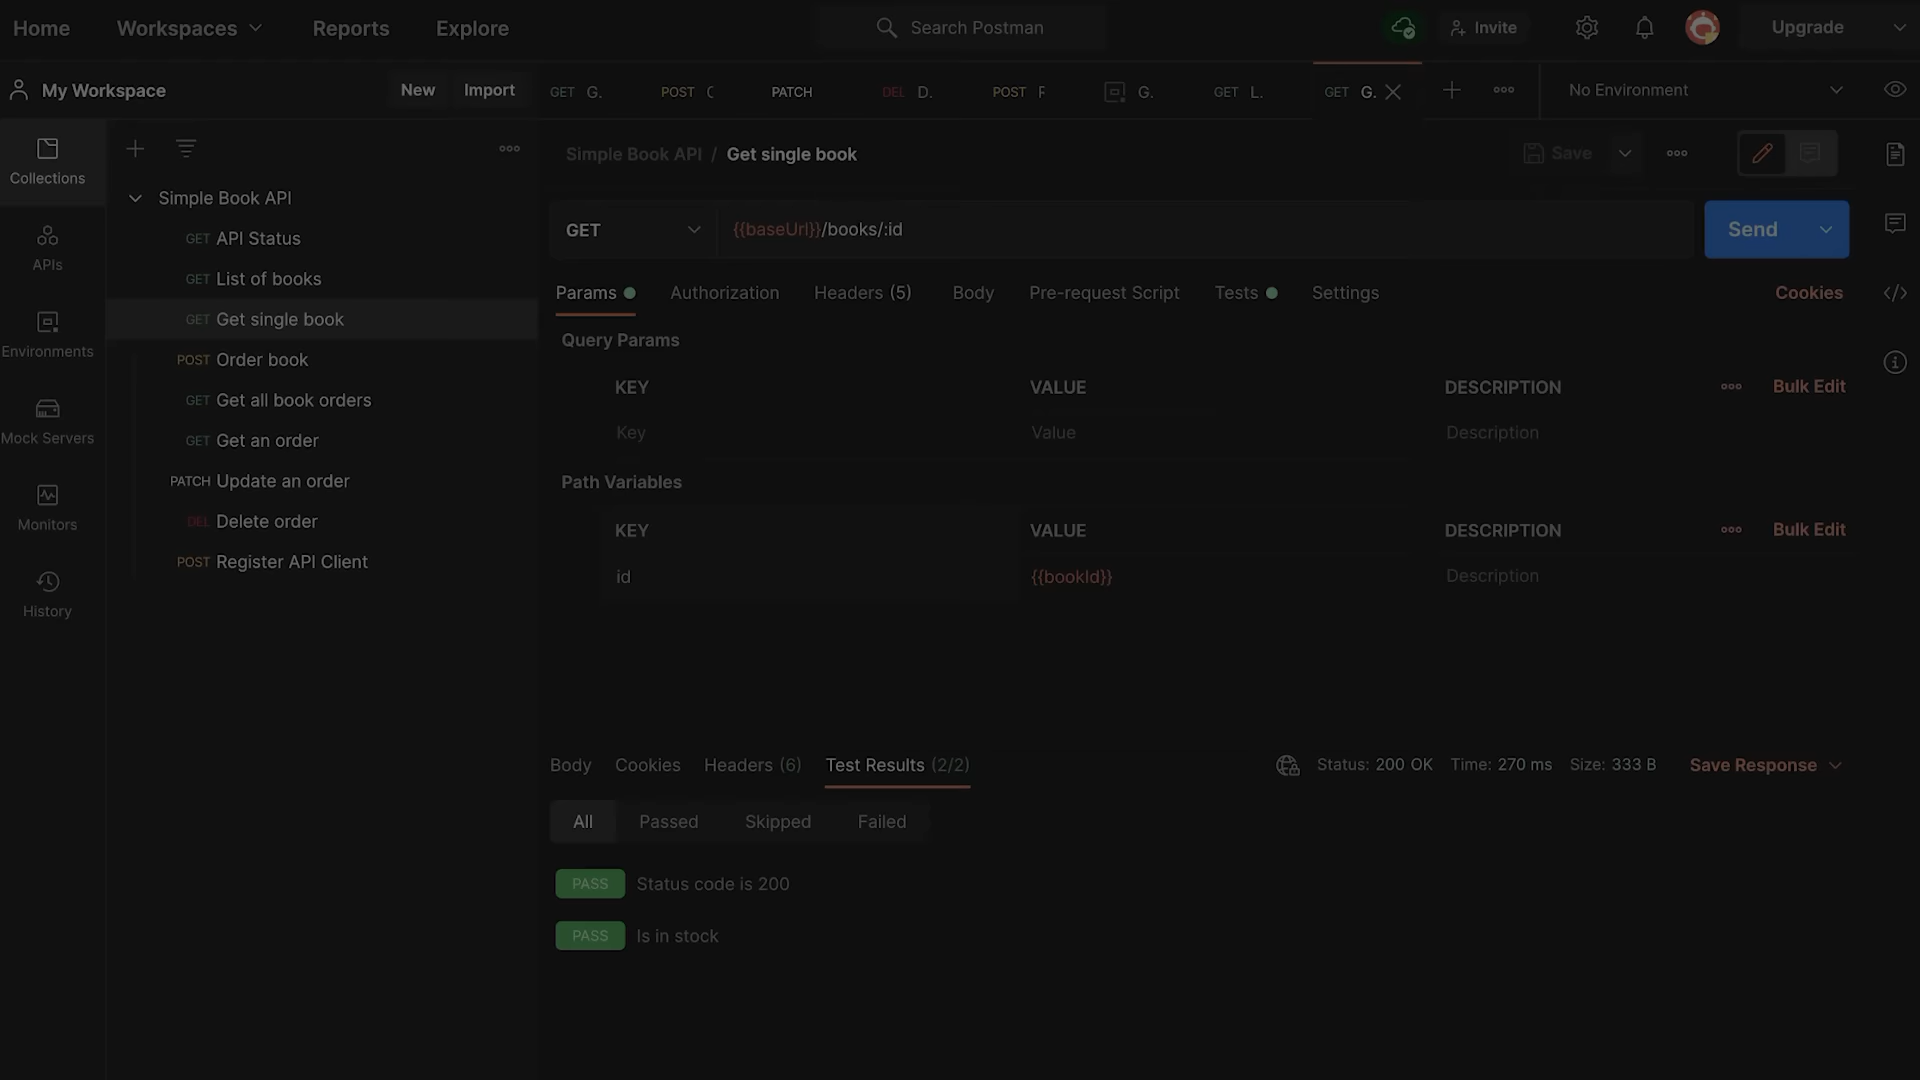 Home Workspaces Reports Explore Search Postman Invite Upgrade
My Workspace New Import GET G. POST C PATCH DEL D. POST F G. GET L. GET G. No Environment
Collections
APIs
Environments
Mock Servers
Monitors
History
Simple Book API
GET API Status
GET List of books
GET Get single book
POST Order book
GET Get all book orders
GET Get an order
PATCH Update an order
DEL Delete order
POST Register API Client
Simple Book API / Get single book Save
GET {{baseUrl}}/books/:id Send
Params Authorization Headers (5) Body Pre-request Script Tests Settings Cookies
Query Params
KEY VALUE DESCRIPTION Bulk Edit
Key Value Description
Path Variables
KEY VALUE DESCRIPTION Bulk Edit
id {{bookId}} Description
Body Cookies Headers (6) Test Results (2/2) Status: 200 OK Time: 270 ms Size: 333 B Save Response
All Passed Skipped Failed
PASS Status code is 200
PASS Is in stock